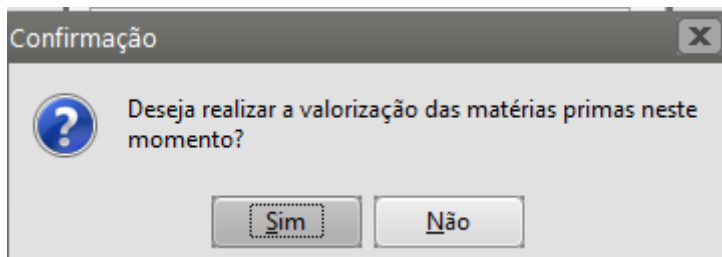 Confirmação
Deseja realizar a valorização das matérias primas neste
momento?
Sim
Não